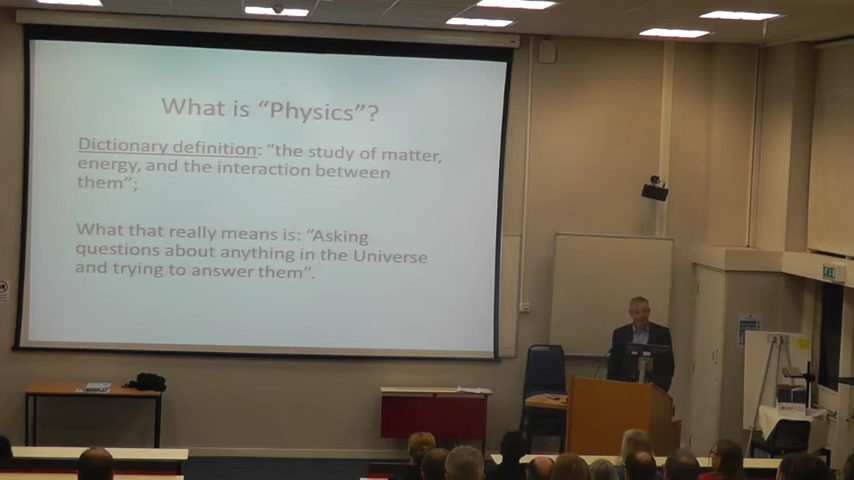 What is “Physics”?
Dictionary definition: “the study of matter,
energy, and the interaction between
them”;
What that really means is: “Asking
questions about anything in the Universe
and trying to answer them”.